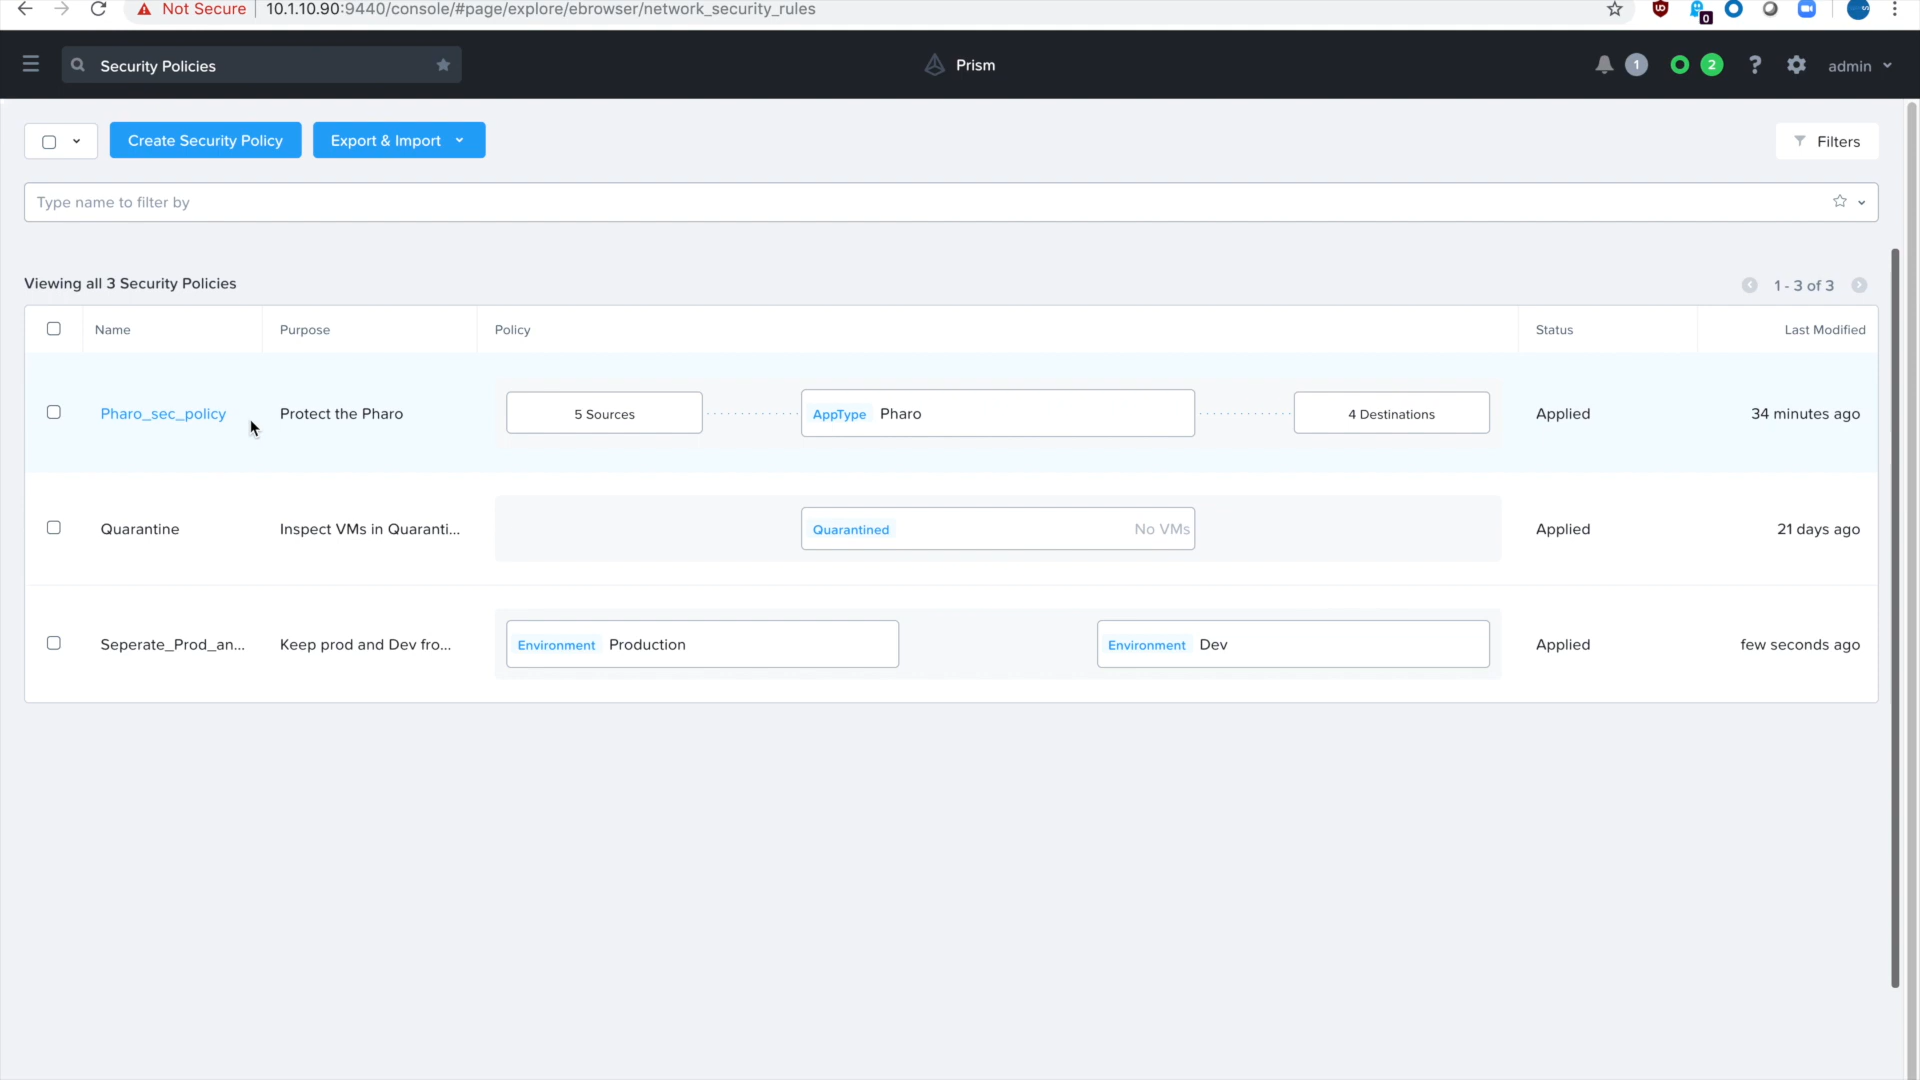 Not Secure 10.1.10.90:9440/console/#page/explore/ebrowser/network_security_rules
0
Security Policies
Prism
1
2
?
admin
Create Security Policy
Export & Import
Filters
Type name to filter by
Viewing all 3 Security Policies
1 - 3 of 3
Name Purpose Policy Status Last Modified
Pharo_sec_policy Protect the Pharo 5 Sources AppType Pharo 4 Destinations Applied 34 minutes ago
Quarantine Inspect VMs in Quaranti... Quarantined No VMs Applied 21 days ago
Seperate_Prod_an... Keep prod and Dev fro... Environment Production Environment Dev Applied few seconds ago